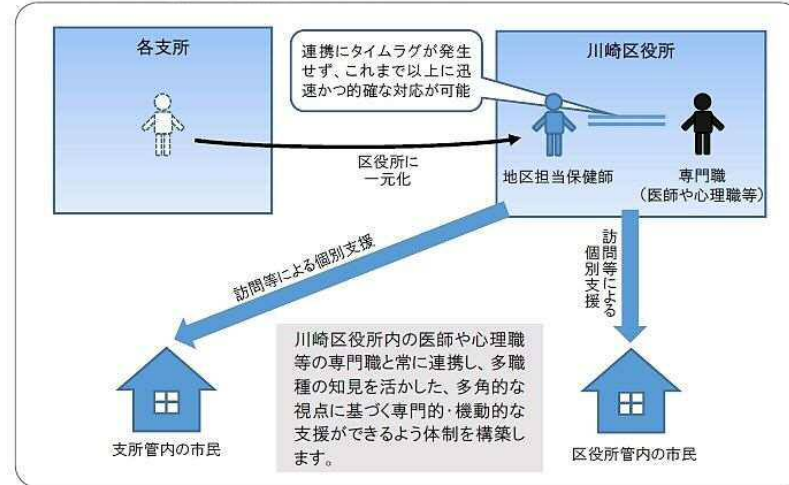 各支所
川崎区役所
連携にタイムラグが発生
せず、これまで以上に迅
速かつ的確な対応が可能
区役所に
一元化
地区担当保健師
専門職
（医師や心理職等）
訪問等による個別支援
訪問等による
個別支援
川崎区役所内の医師や心理職
等の専門職と常に連携し、多職
種の知見を活かした、多角的な
視点に基づく専門的・機動的な
支援ができるよう体制を構築し
ます。
支所管内の市民
区役所管内の市民